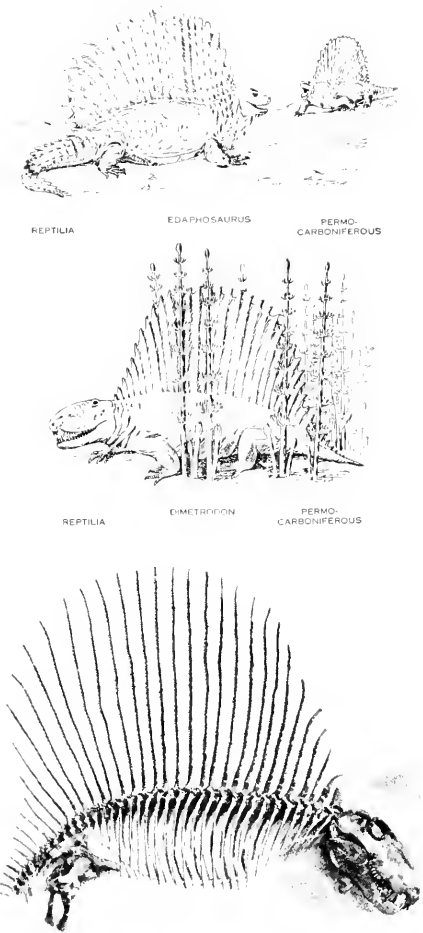 EDAPHOSAURUS
REPTILIA
PERMO-
CARBONIFEROUS
DIMETRODON
REPTILIA
PERMO-
CARBONIFEROUS